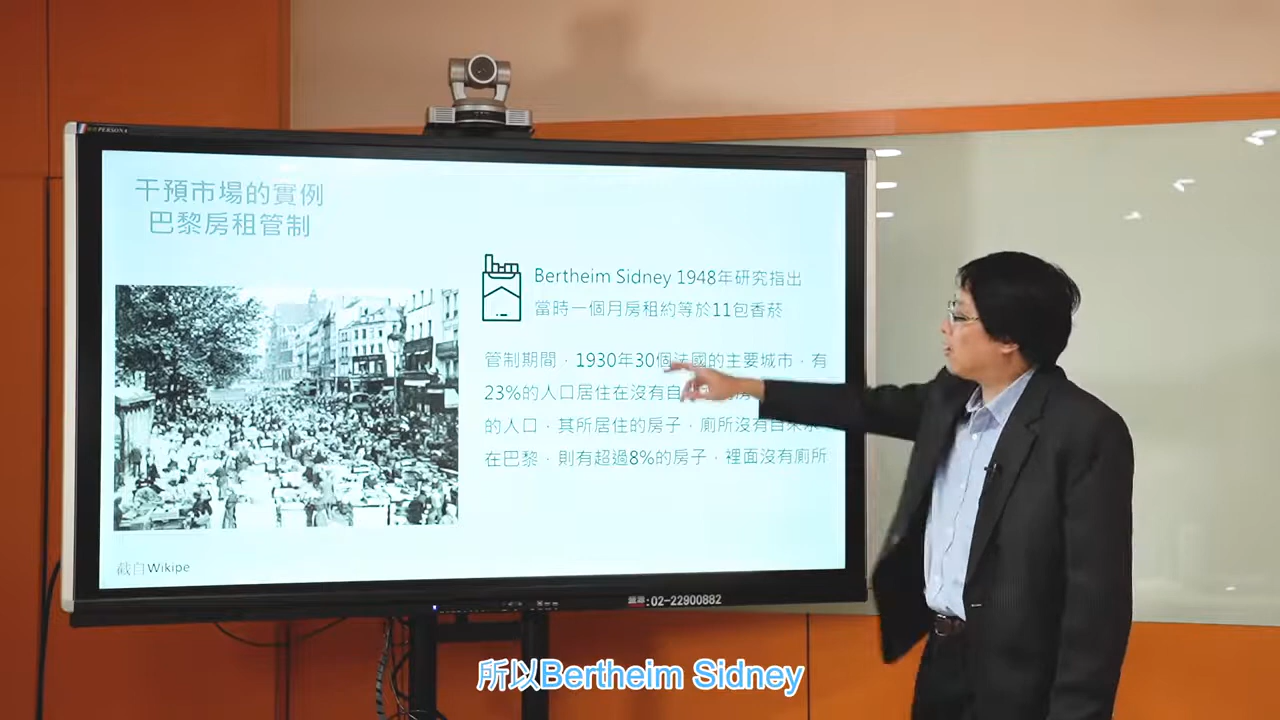 PERSONA
干預市場的實例
巴黎房租管制
Bertheim Sidney 1948年研究指出
當時一個月房租約等於11包香菸
管制期間，1930年30個法國的主要城市，有
23%的人口居住在沒有自
的人口，其所居住的房子，廁所沒有自來水
在巴黎，則有超過8%的房子，裡面沒有廁所
截自Wikipe
:02-22900882
所以Bertheim Sidney